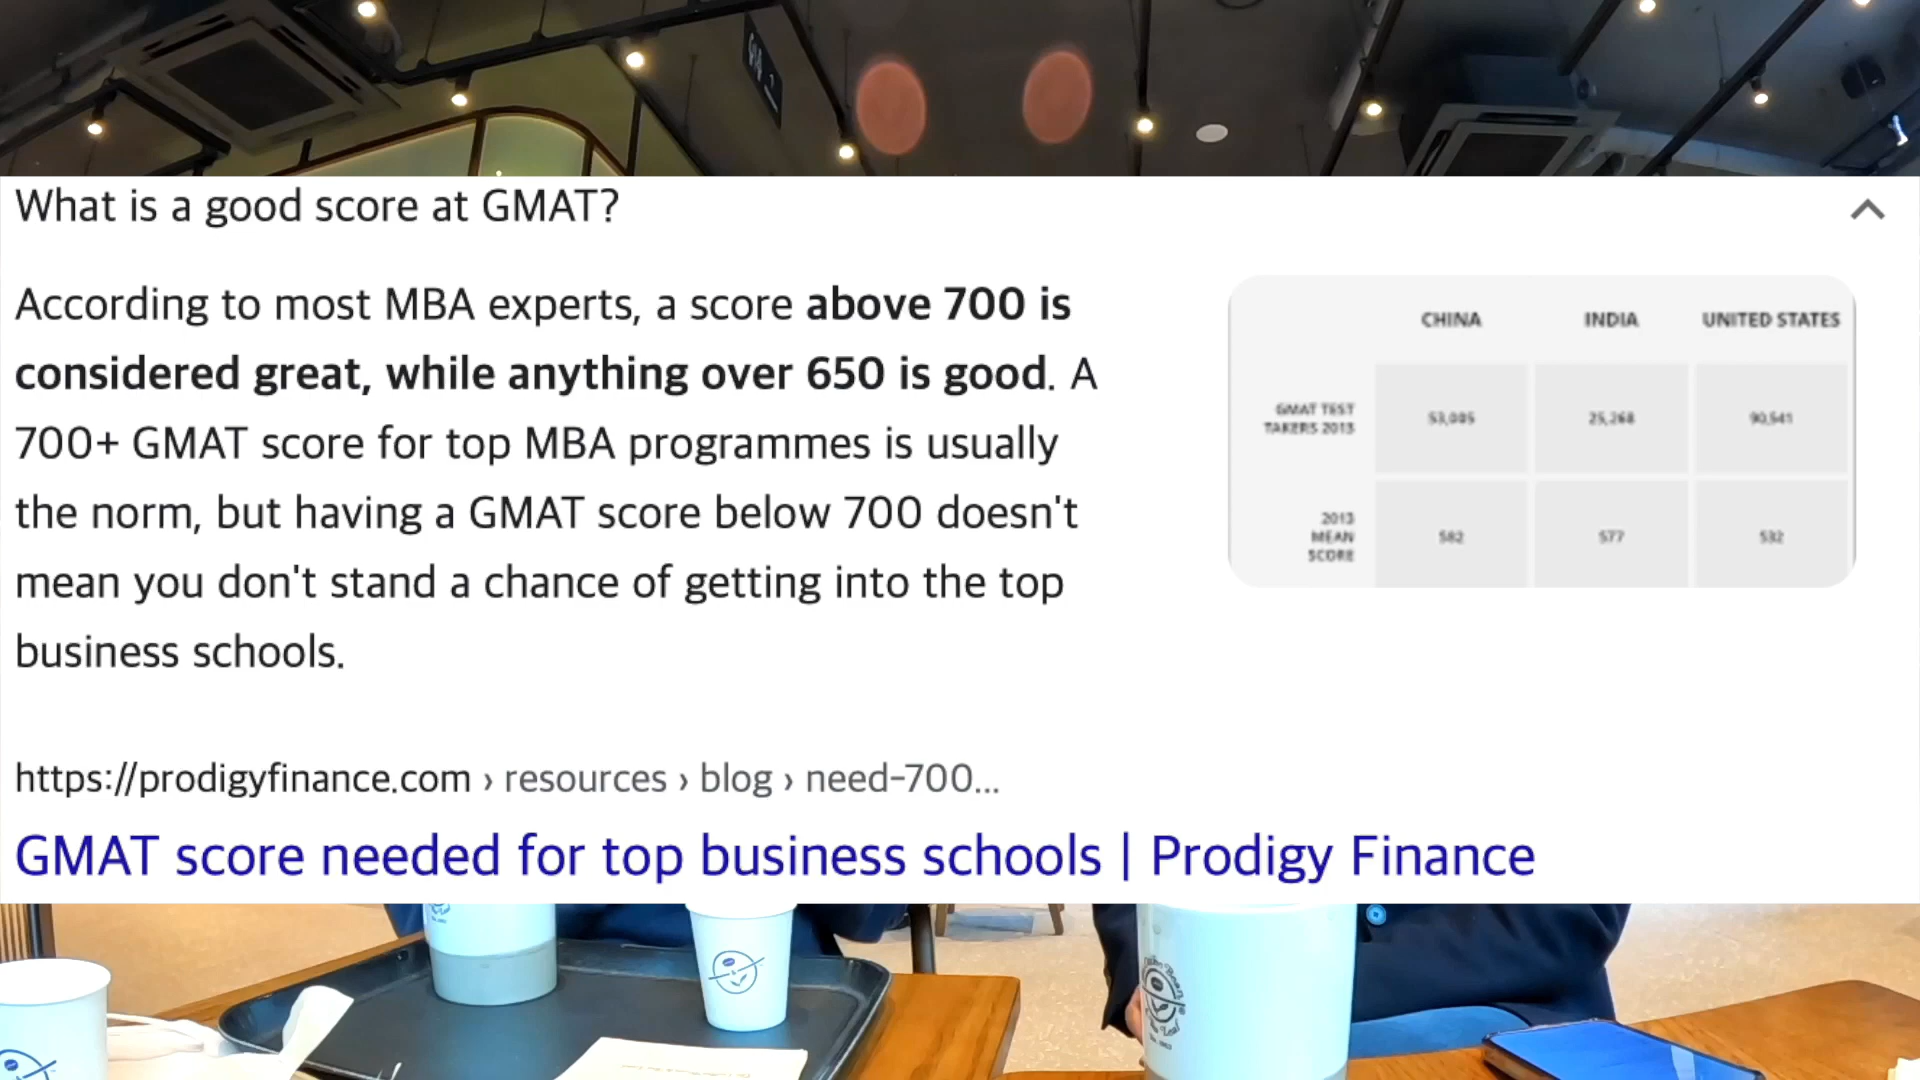 What is a good score at GMAT?
According to most MBA experts, a score above 700 is
considered great, while anything over 650 is good. A
700+ GMAT score for top MBA programmes is usually
the norm, but having a GMAT score below 700 doesn't
mean you don't stand a chance of getting into the top
business schools.
CHINA INDIA UNITED STATES
GMAT TEST
TAKERS 2013
25,268 90,541
2013
MEAN
SCORE
582 577 532
https://prodigyfinance.com › resources › blog › need-700...
GMAT score needed for top business schools | Prodigy Finance